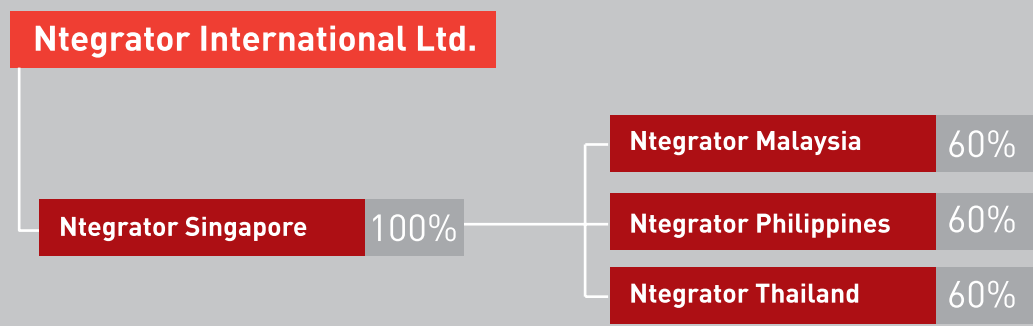 Ntegrator International Ltd.
Ntegrator Singapore 100%
Ntegrator Malaysia 60%
Ntegrator Philippines 60%
Ntegrator Thailand 60%